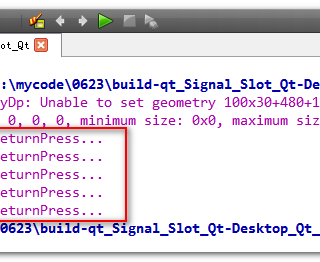 lot_Qt
:\mycode\0623\build-qt_Signal_Slot_Qt-De
yDp: Unable to set geometry 100x30+480+1
0, 0, 0, minimum size: 0x0, maximum siz
eturnPress...
eturnPress...
eturnPress...
eturnPress...
eturnPress...
0623\build-qt_Signal_Slot_Qt-Desktop_Qt_